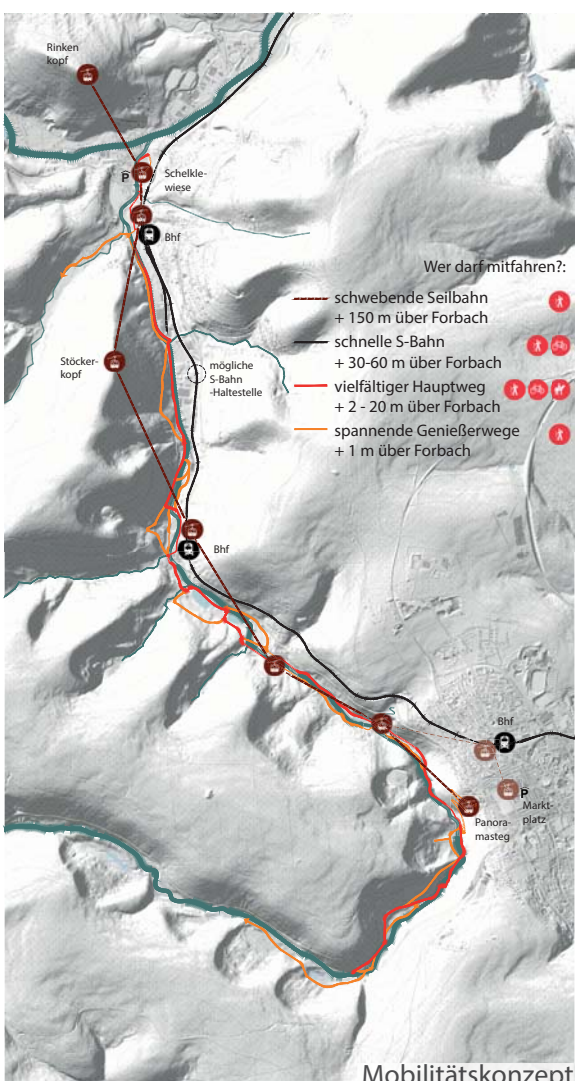 Rinken
kopf
P
Schelkle-
wiese
Bhf
Wer darf mitfahren?:
schwebende Seilbahn
+ 150 m über Forbach
schnelle S-Bahn
+ 30-60 m über Forbach
vielfältiger Hauptweg
+ 2 - 20 m über Forbach
spannende Genießerwege
+ 1 m über Forbach
Stöcker-
kopf
mögliche
S-Bahn
-Haltestelle
Bhf
S
Bhf
P
Markt-
platz
Panora-
masteg
Mobilitätskonzept